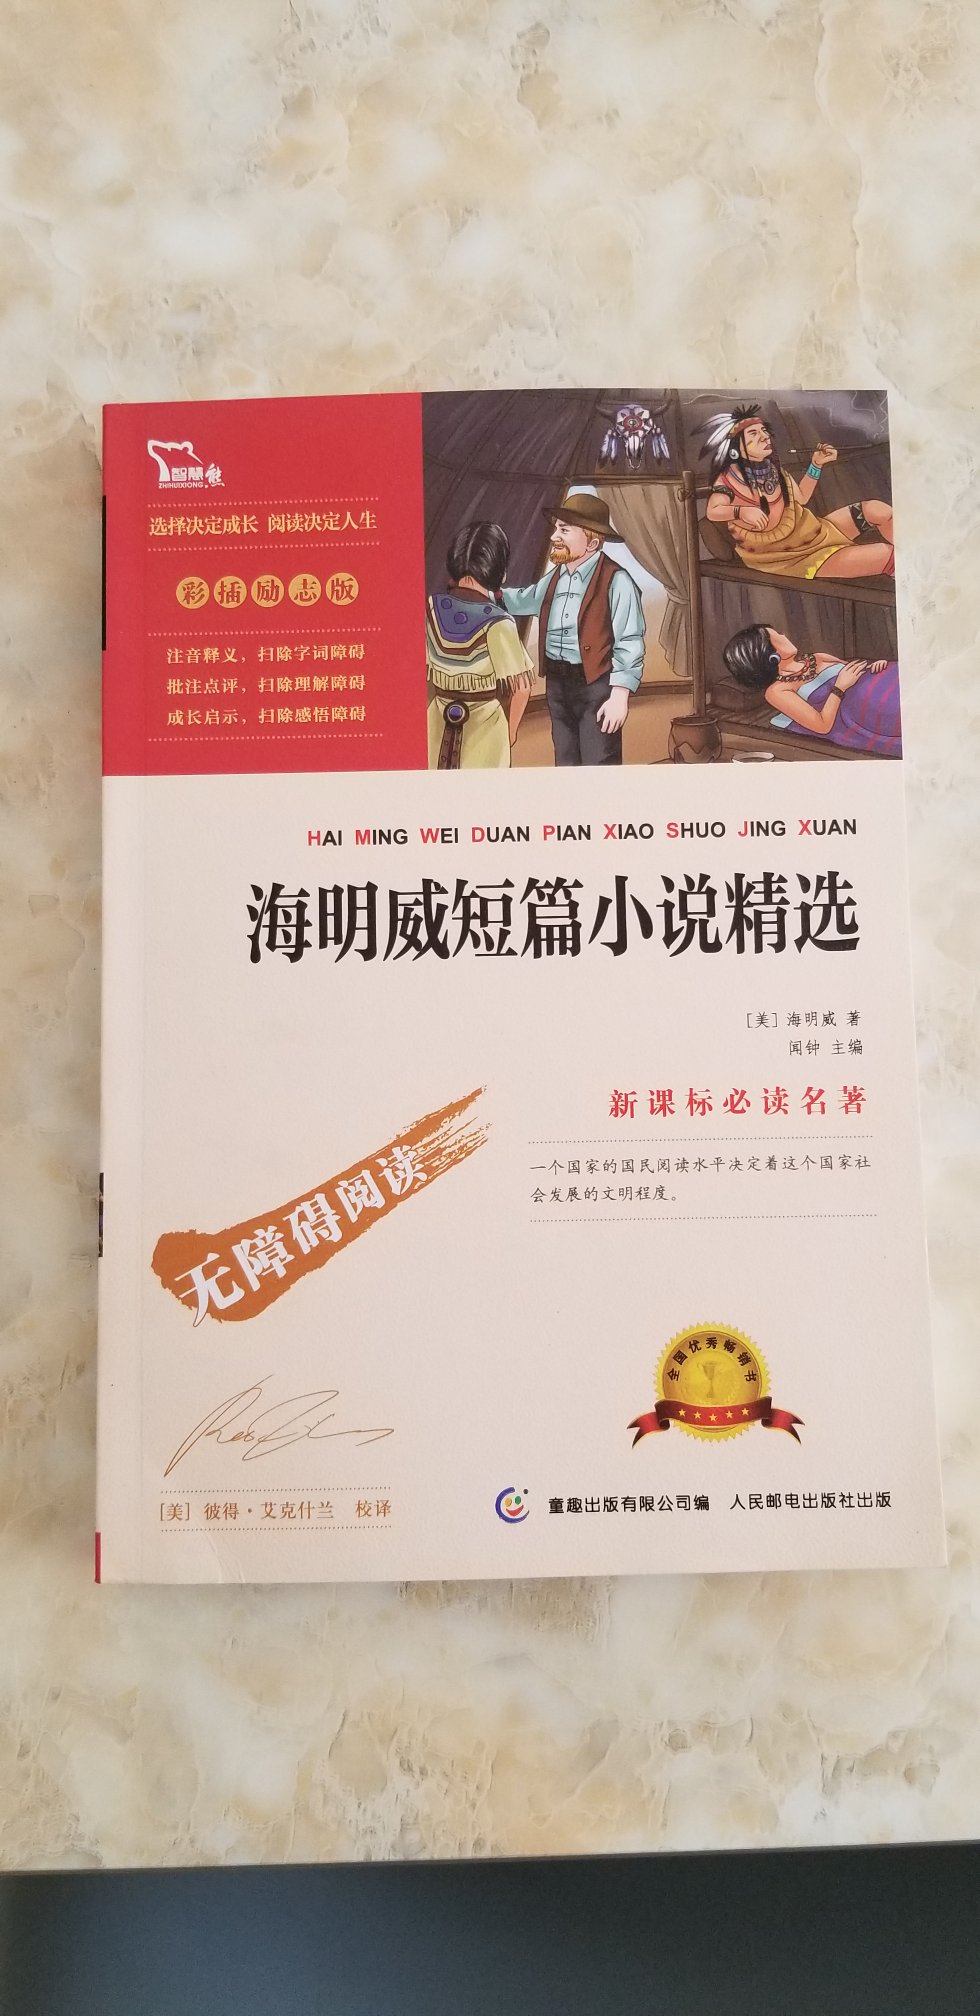 智慧熊
ZHIHUIXIONG
选择决定成长 阅读决定人生
彩插励志版
注音释义，扫除字词障碍
批注点评，扫除理解障碍
成长启示，扫除感悟障碍
HAI MING WEI DUAN PIAN XIAO SHUO JING XUAN
海明威短篇小说精选
[美] 海明威 著
闻钟 主编
新课标必读名著
一个国家的国民阅读水平决定着这个国家社
会发展的文明程度。
无障碍阅读
全国优秀畅销书
[美] 彼得·艾克什兰 校译
童趣出版有限公司编 人民邮电出版社出版